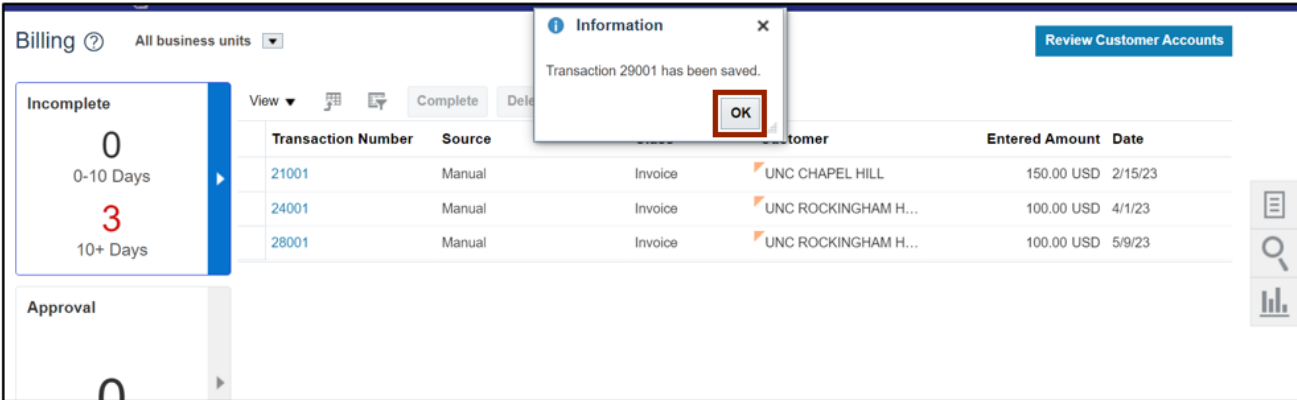 Billing
All business units
Information
Review Customer Accounts
Transaction 29001 has been saved.
OK
Incomplete
0
0-10 Days
3
10+ Days
View
Complete
Transaction Number Source Entered Amount Date
21001 Manual Invoice UNC CHAPEL HILL 150.00 USD 2/15/23
24001 Manual Invoice UNC ROCKINGHAM H... 100.00 USD 4/1/23
28001 Manual Invoice UNC ROCKINGHAM H... 100.00 USD 5/9/23
Approval
0